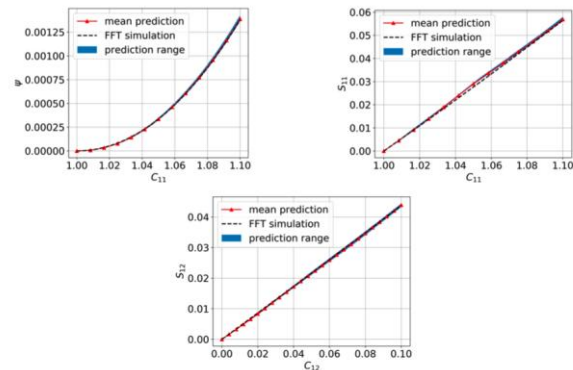 mean prediction
FFT simulation
prediction range
0.00125
0.00100
0.00075
0.00050
0.00025
0.00000
ψ
1.00 1.02 1.04 1.06 1.08 1.10
C11
mean prediction
FFT simulation
prediction range
0.06
0.05
0.04
0.03
0.02
0.01
0.00
S11
1.00 1.02 1.04 1.06 1.08 1.10
C11
mean prediction
FFT simulation
prediction range
0.04
0.03
0.02
0.01
0.00
S12
0.00 0.02 0.04 0.06 0.08 0.10
C12